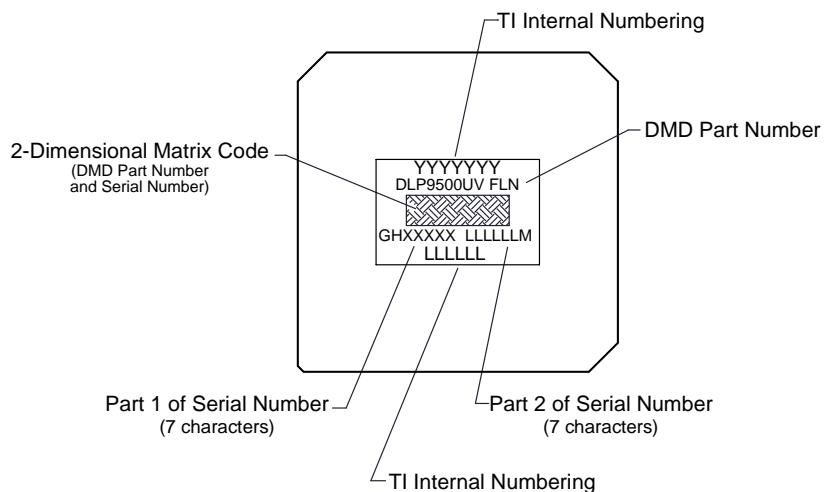 TI Internal Numbering
DMD Part Number
2-Dimensional Matrix Code
(DMD Part Number
and Serial Number)
YYYYYYY
DLP9500UV FLN
GHXXXXX LLLLLLM
LLLLLL
Part 1 of Serial Number
(7 characters)
Part 2 of Serial Number
(7 characters)
TI Internal Numbering